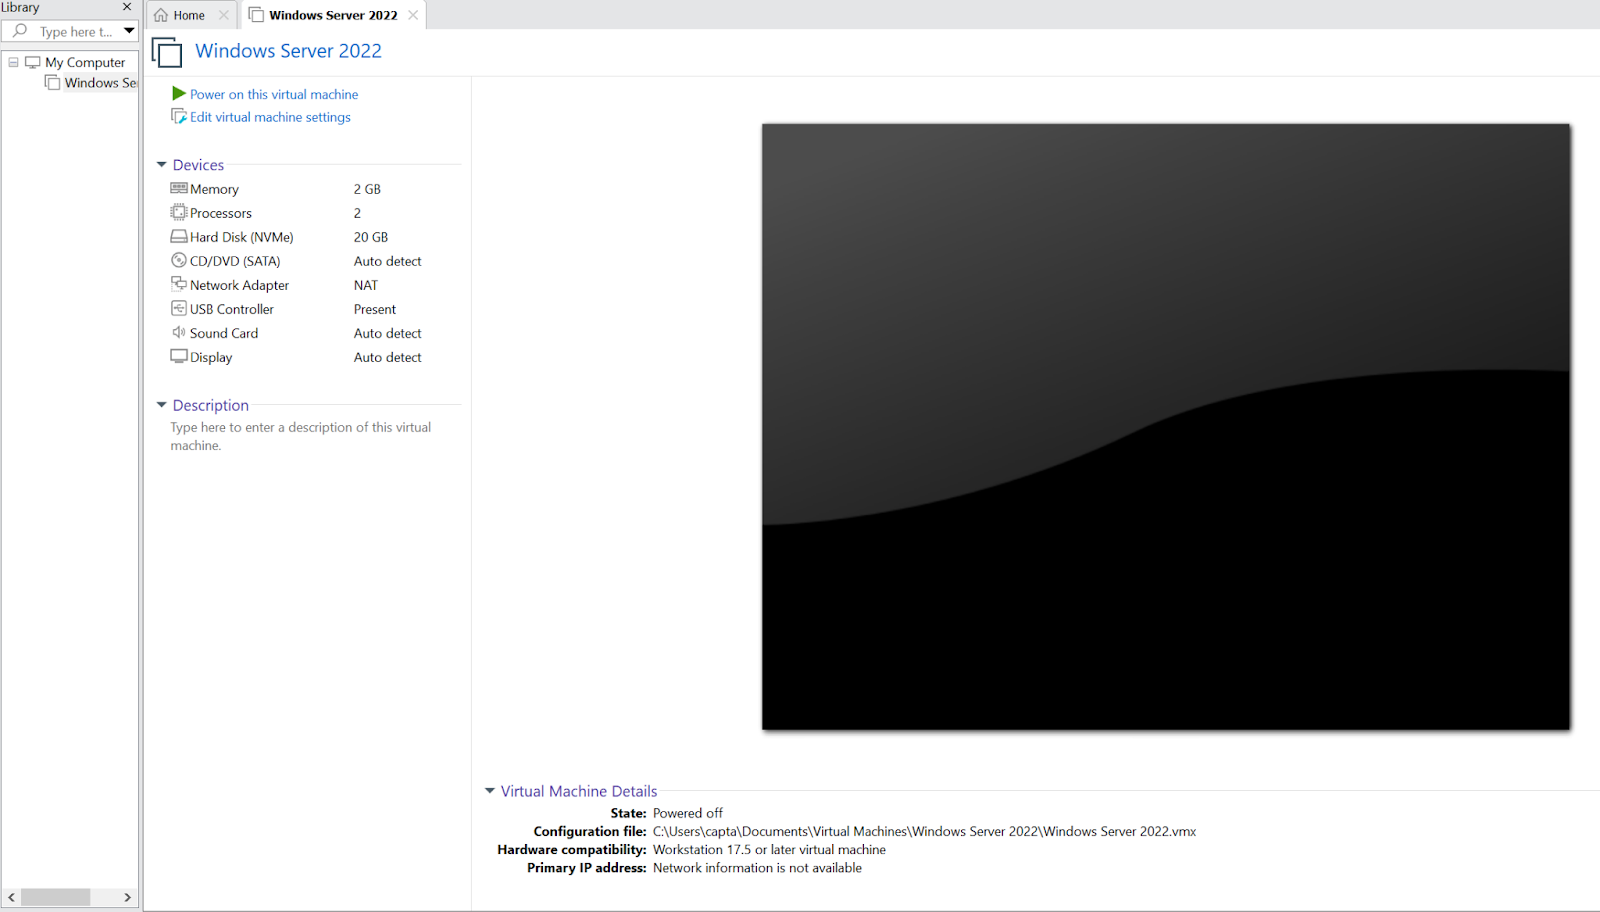 Library
Home
Windows Server 2022
Type here t...
My Computer
Windows Se
Windows Server 2022
Power on this virtual machine
Edit virtual machine settings
Devices
Memory 2 GB
Processors 2
Hard Disk (NVMe) 20 GB
CD/DVD (SATA) Auto detect
Network Adapter NAT
USB Controller Present
Sound Card Auto detect
Display Auto detect
Description
Type here to enter a description of this virtual
machine.
Virtual Machine Details
State: Powered off
Configuration file: C:\Users\capta\Documents\Virtual Machines\Windows Server 2022\Windows Server 2022.vmx
Hardware compatibility: Workstation 17.5 or later virtual machine
Primary IP address: Network information is not available